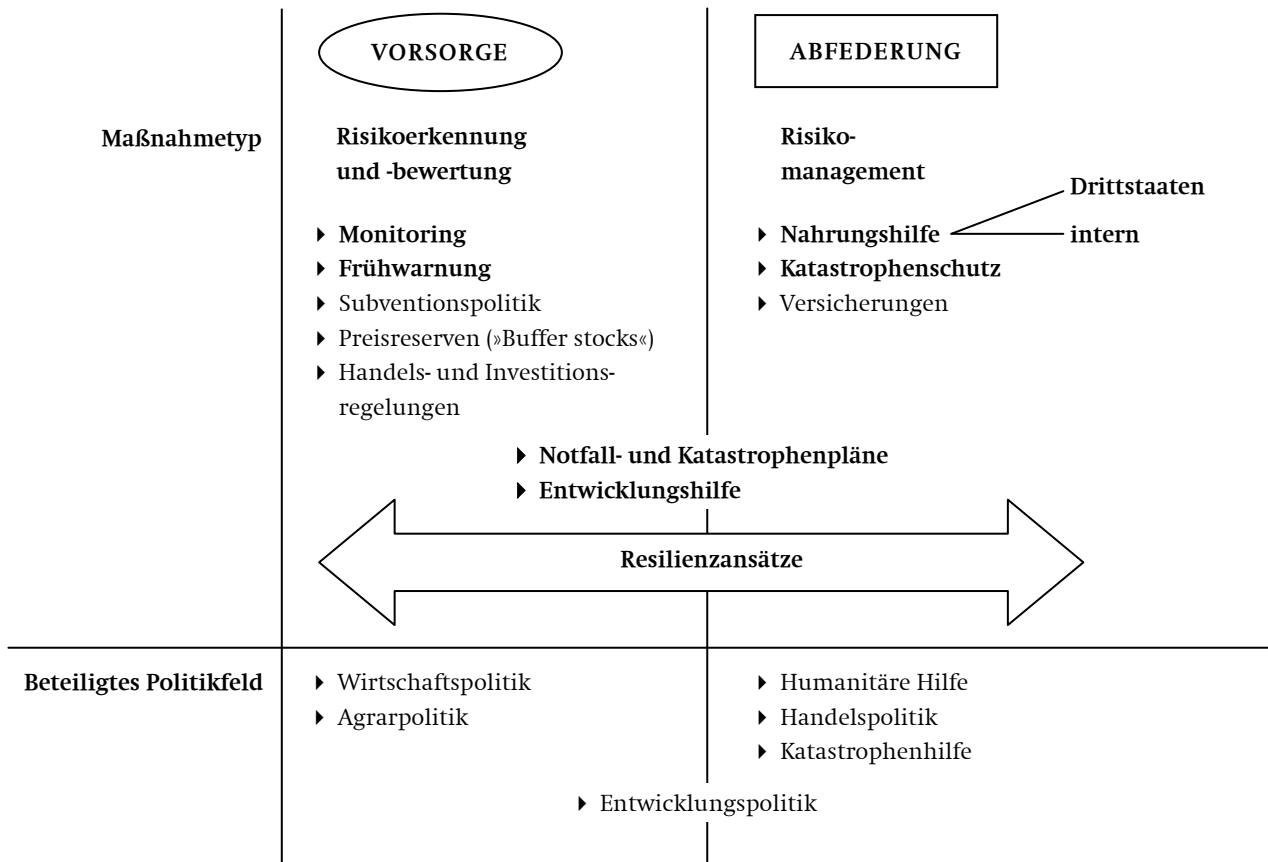 VORSORGE
ABFEDERUNG
Maßnahmetyp
Risikoerkennung
und -bewertung
Monitoring
Frühwarnung
Subventionspolitik
Preisreserven (»Buffer stocks«)
Handels- und Investitions-
regelungen
Risiko-
management
Nahrungshilfe
Drittstaaten
intern
Katastrophenschutz
Versicherungen
Notfall- und Katastrophenpläne
Entwicklungshilfe
Resilienzansätze
Beteiligtes Politikfeld
Wirtschaftspolitik
Agrarpolitik
Humanitäre Hilfe
Handelspolitik
Katastrophenhilfe
Entwicklungspolitik